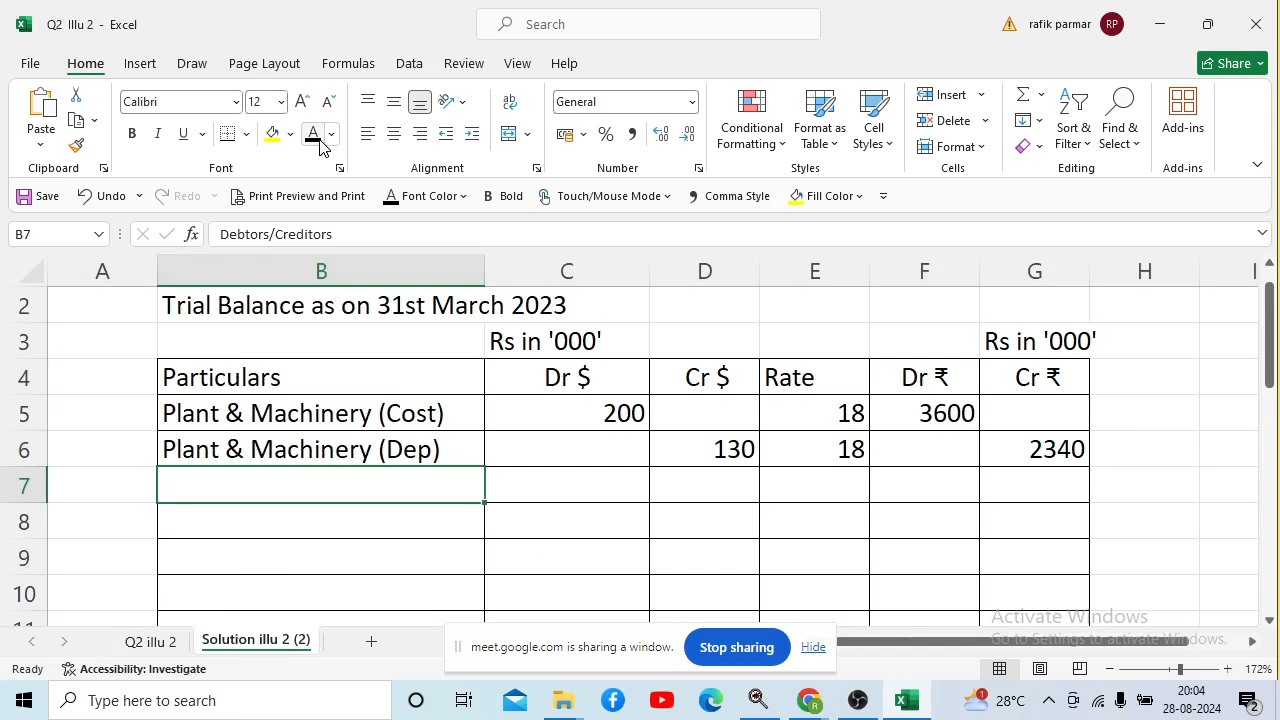 Q2 Illu 2 - Excel
Search
rafik parmar RP
File Home Insert Draw Page Layout Formulas Data Review View Help
Share
Paste
Calibri 12
General
Conditional Formatting
Format as Table
Cell Styles
Insert
Delete
Format
Sort & Filter
Find & Select
Add-ins
Clipboard Font Alignment Number Styles Cells Editing Add-ins
Save Undo Redo Print Preview and Print Font Color B Bold Touch/Mouse Mode Comma Style Fill Color
B7 fx Debtors/Creditors
A B C D E F G H I
2 Trial Balance as on 31st March 2023
3 Rs in '000' Rs in '000'
4 Particulars Dr $ Cr $ Rate Dr ₹ Cr ₹
5 Plant & Machinery (Cost) 200 18 3600
6 Plant & Machinery (Dep) 130 18 2340
7
8
9
10
11
Activate Windows
Go to Settings to activate Windows.
Q2 illu 2 Solution illu 2 (2)
meet.google.com is sharing a window. Stop sharing Hide
Ready Accessibility: Investigate 172%
Type here to search
1 28°C
20:04
28-08-2024
2